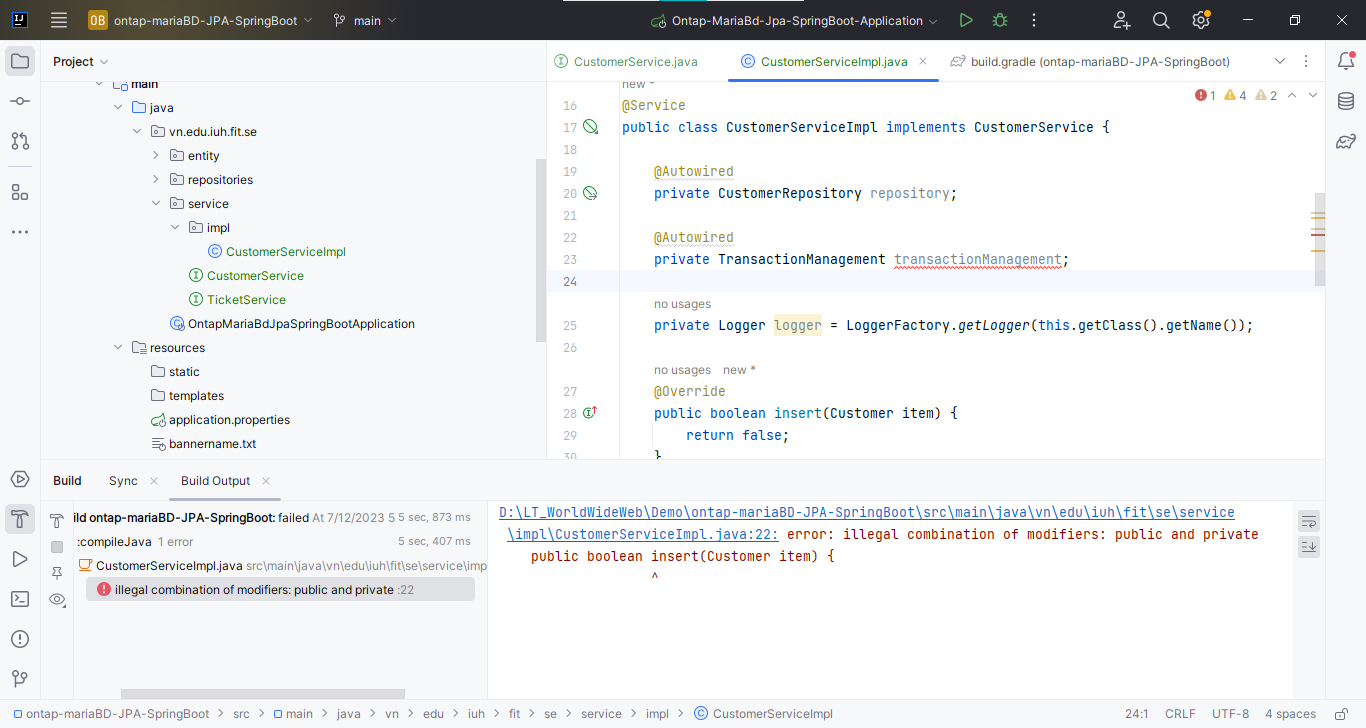 OB ontap-mariaBD-JPA-SpringBoot main Ontap-MariaBd-Jpa-SpringBoot-Application
Project
main
java
vn.edu.iuh.fit.se
entity
repositories
service
impl
CustomerServiceImpl
CustomerService
TicketService
OntapMariaBdJpaSpringBootApplication
resources
static
templates
application.properties
bannername.txt
CustomerService.java CustomerServiceImpl.java build.gradle (ontap-mariaBD-JPA-SpringBoot)
1 4 2
new *
16 @Service
17 public class CustomerServiceImpl implements CustomerService {
18
19 @Autowired
20 private CustomerRepository repository;
21
22 @Autowired
23 private TransactionManagement transactionManagement;
24
no usages
25 private Logger logger = LoggerFactory.getLogger(this.getClass().getName());
26
no usages new *
27 @Override
28 public boolean insert(Customer item) {
29 return false;
30 }
Build Sync Build Output
ild ontap-mariaBD-JPA-SpringBoot: failed At 7/12/2023 5 5 sec, 873 ms
:compileJava 1 error 5 sec, 407 ms
CustomerServiceImpl.java src\main\java\vn\edu\iuh\fit\se\service\imp
illegal combination of modifiers: public and private :22
D:\LT_WorldWideWeb\Demo\ontap-mariaBD-JPA-SpringBoot\src\main\java\vn\edu\iuh\fit\se\service
\impl\CustomerServiceImpl.java:22: error: illegal combination of modifiers: public and private
public boolean insert(Customer item) {
^
ontap-mariaBD-JPA-SpringBoot > src > main > java > vn > edu > iuh > fit > se > service > impl > CustomerServiceImpl 24:1 CRLF UTF-8 4 spaces